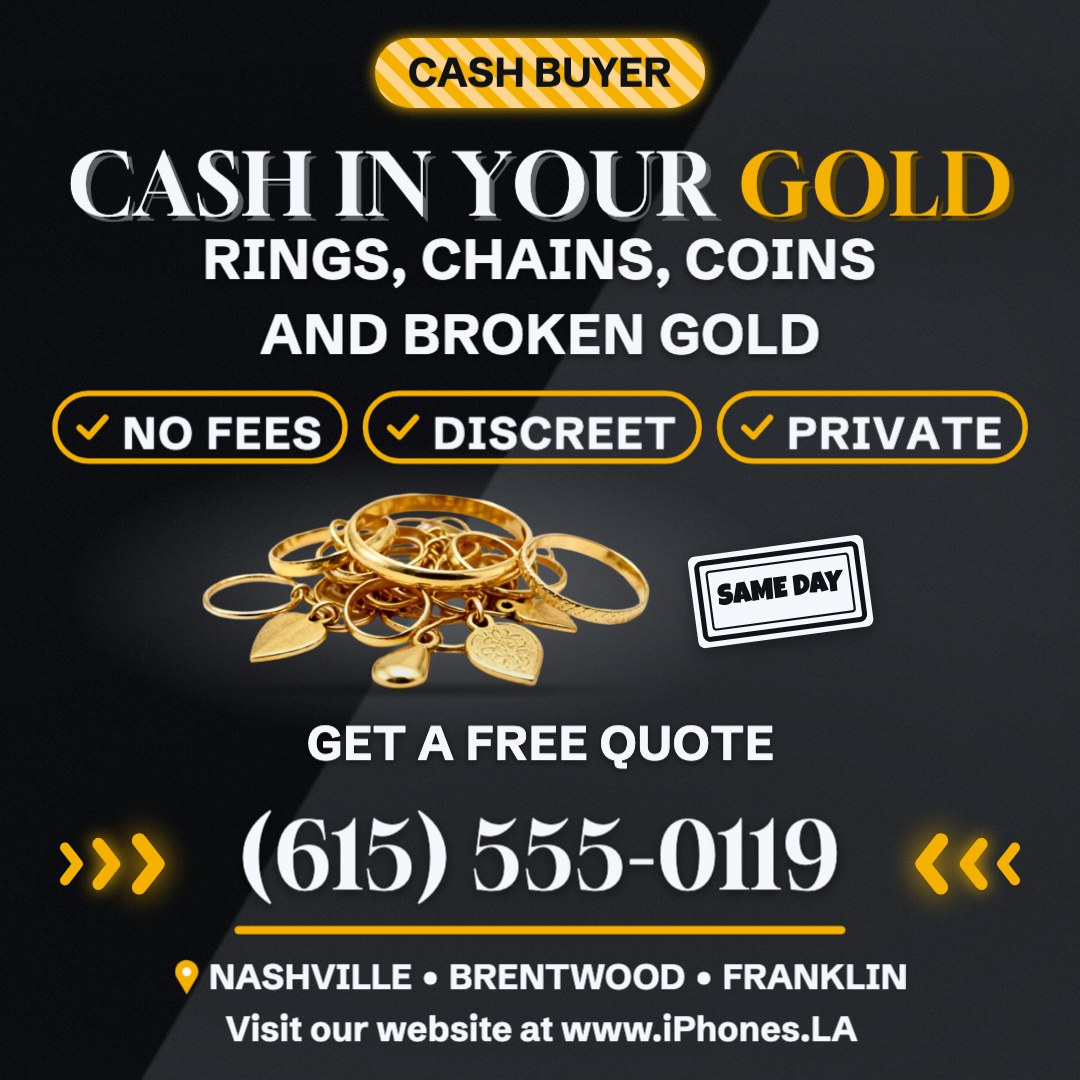 CASH BUYER
CASH IN YOUR GOLD
RINGS, CHAINS, COINS
AND BROKEN GOLD
NO FEES
DISCREET
PRIVATE
SAME DAY
GET A FREE QUOTE
(615) 555-0119
NASHVILLE • BRENTWOOD • FRANKLIN
Visit our website at www.iPhones.LA